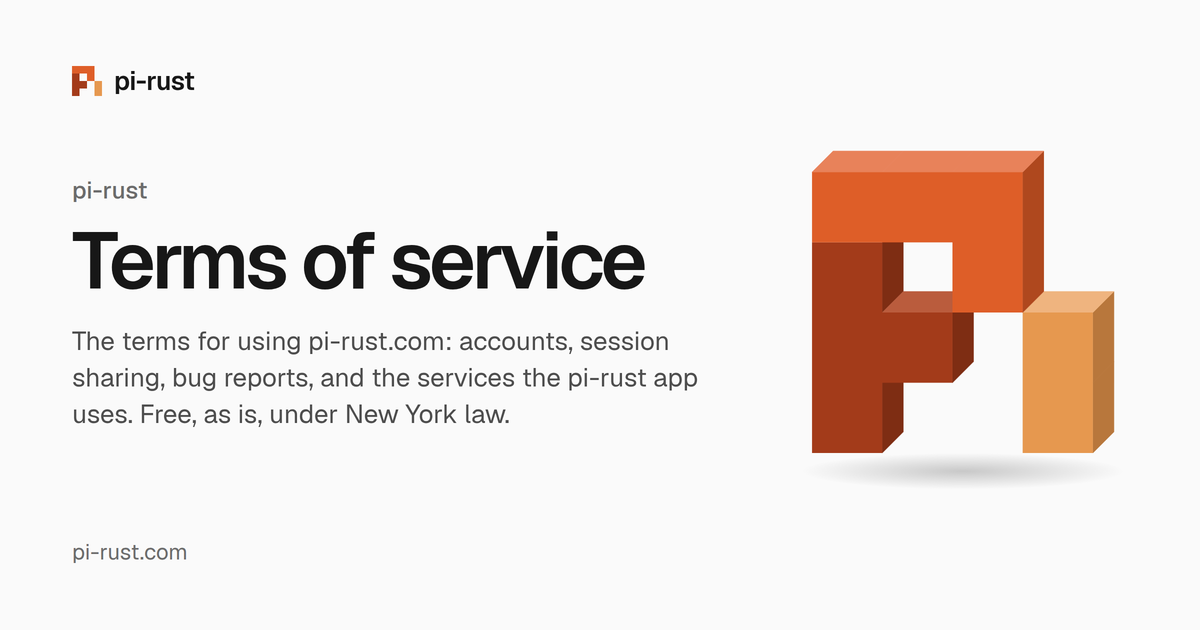 pi-rust
pi-rust
Terms of service
The terms for using pi-rust.com: accounts, session
sharing, bug reports, and the services the pi-rust app
uses. Free, as is, under New York law.
pi-rust.com